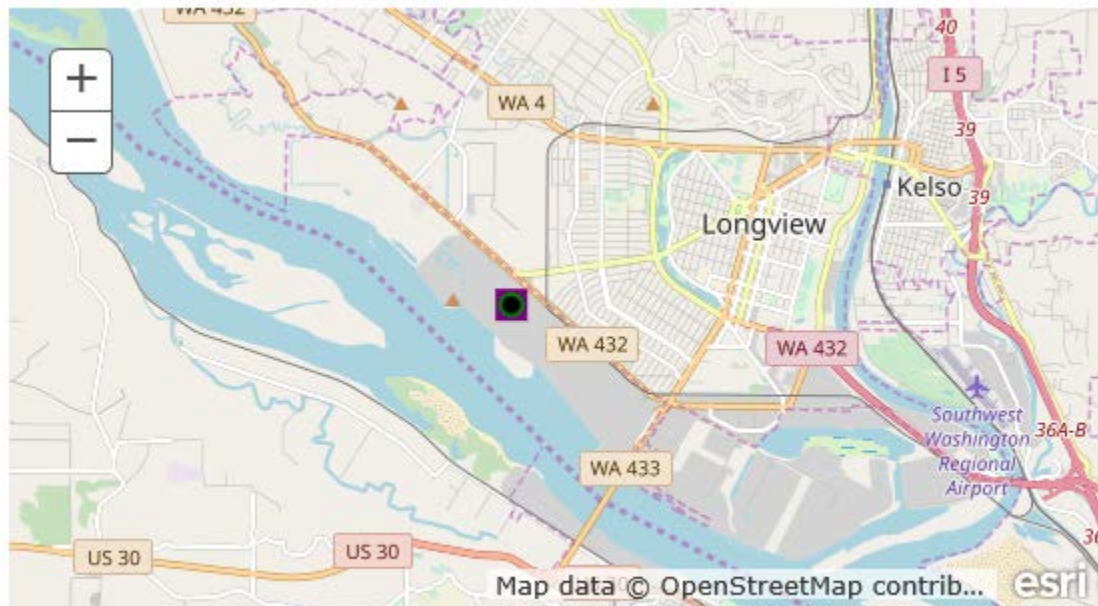 WA 432
+
−
WA 4
40
I 5
39
39
Kelso
Longview
WA 432
WA 432
Southwest
Washington
Regional
Airport
36A-B
WA 433
US 30
US 30
Map data © OpenStreetMap contrib...
esri